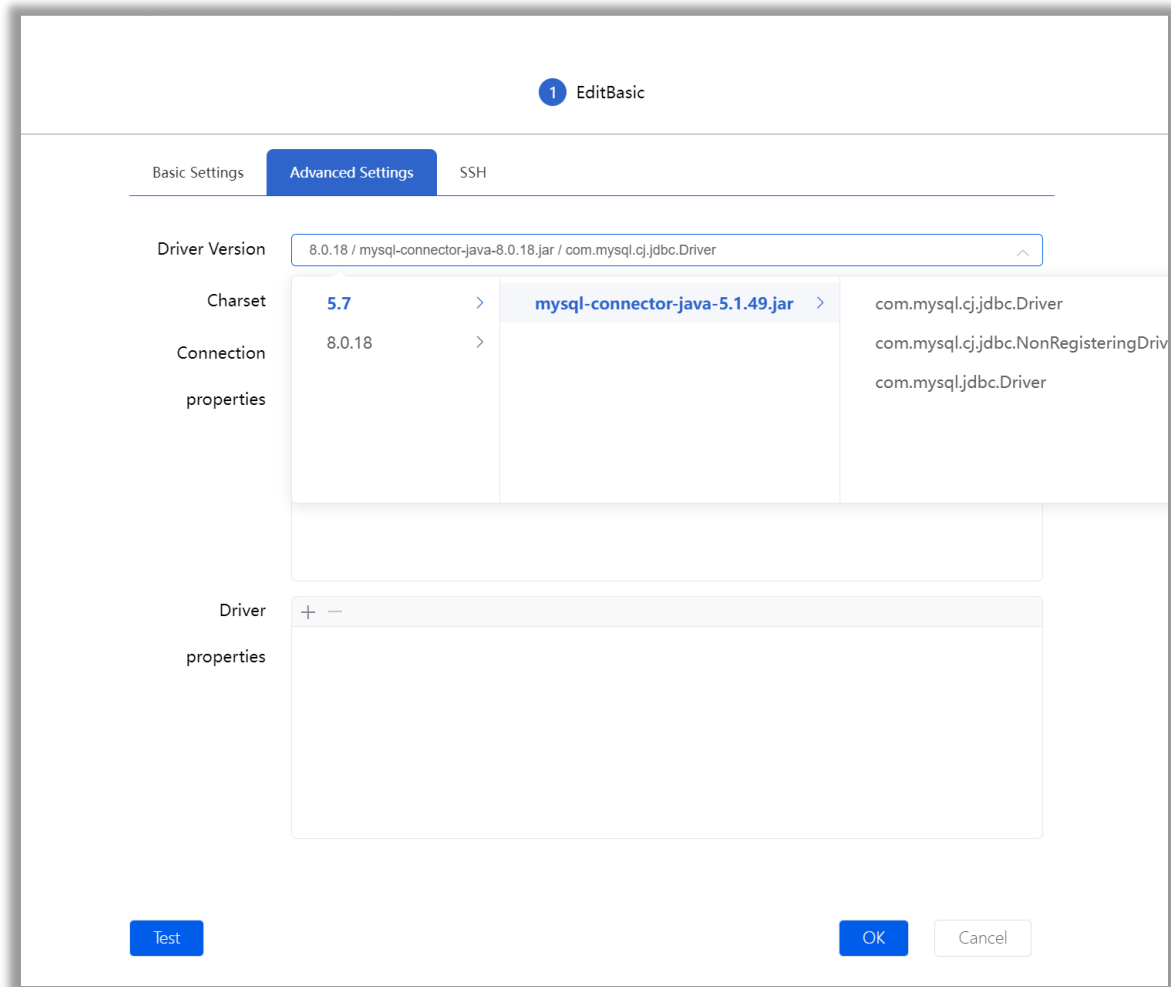 1 EditBasic
Basic Settings Advanced Settings SSH
Driver Version 8.0.18 / mysql-connector-java-8.0.18.jar / com.mysql.cj.jdbc.Driver
Charset 5.7 mysql-connector-java-5.1.49.jar com.mysql.cj.jdbc.Driver
Connection 8.0.18 com.mysql.cj.jdbc.NonRegisteringDriv
properties com.mysql.jdbc.Driver
Driver
properties
Test OK Cancel